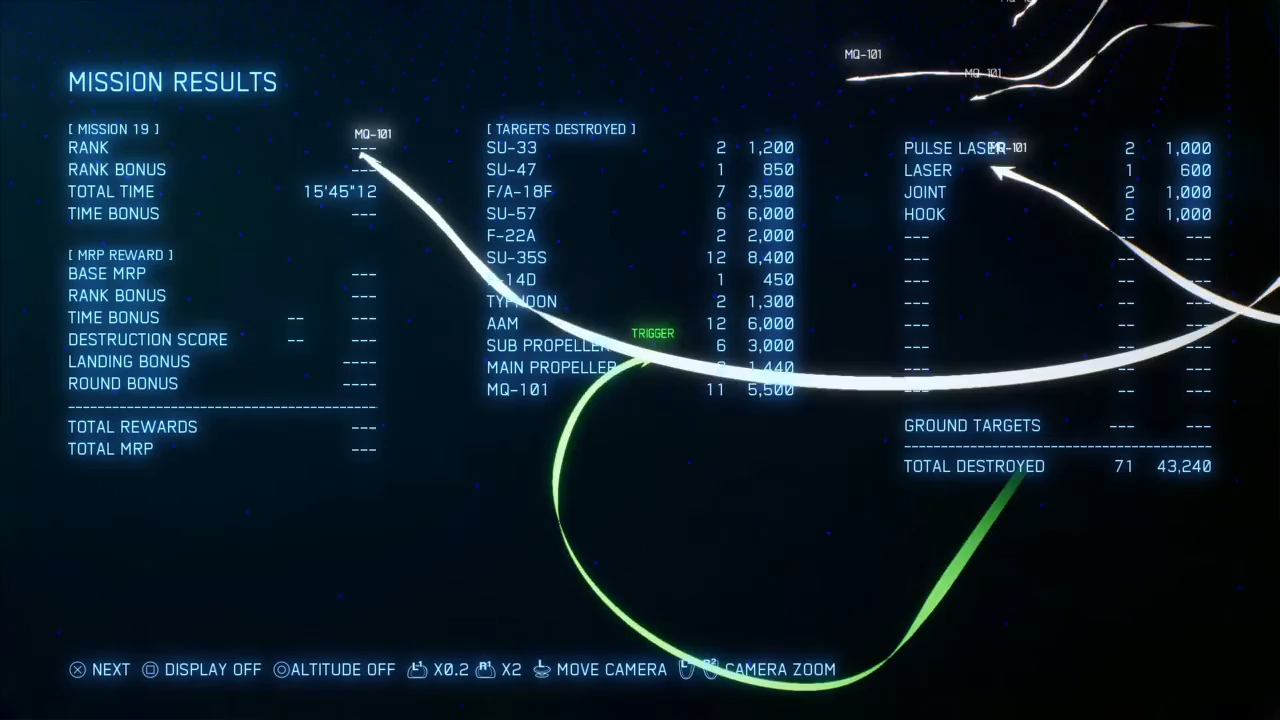 MQ-101
MQ-101
MISSION RESULTS
[ MISSION 19 ]
RANK ---
RANK BONUS ---
TOTAL TIME 15'45"12
TIME BONUS ---
[ MRP REWARD ]
BASE MRP ---
RANK BONUS ---
TIME BONUS -- ---
DESTRUCTION SCORE -- ---
LANDING BONUS ----
ROUND BONUS ----
TOTAL REWARDS ---
TOTAL MRP ---
MQ-101
[ TARGETS DESTROYED ]
SU-33 2 1,200
SU-47 1 850
F/A-18F 7 3,500
SU-57 6 6,000
F-22A 2 2,000
SU-35S 12 8,400
-14D 1 450
TYPHOON 2 1,300
AAM 12 6,000
TRIGGER
SUB PROPELLER 6 3,000
MAIN PROPELLER 1,440
MQ-101 11 5,500
PULSE LASER 2 1,000
LASER 1 600
JOINT 2 1,000
HOOK 2 1,000
--- -- ---
--- -- ---
--- -- ---
--- -- ---
--- -- ---
--- -- ---
--- -- ---
--- -- ---
GROUND TARGETS --- ---
TOTAL DESTROYED 71 43,240
NEXT DISPLAY OFF ALTITUDE OFF L1 X0.2 R1 X2 L MOVE CAMERA CAMERA ZOOM